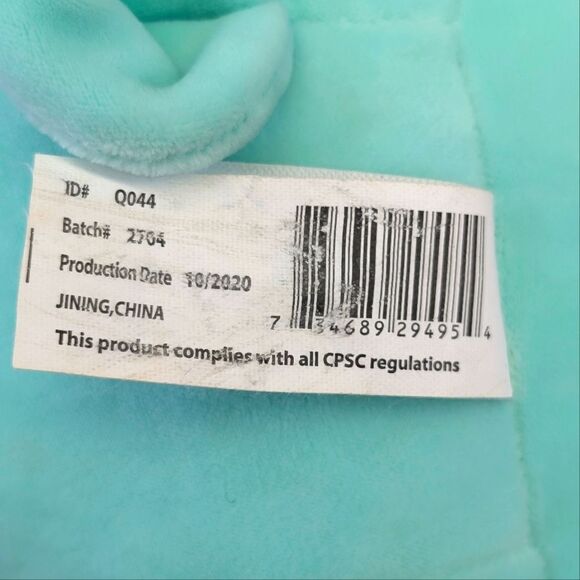 ID# Q044
Batch# 2704
Production Date 10/2020
JINING,CHINA
7 34689 29495 4
This product complies with all CPSC regulations